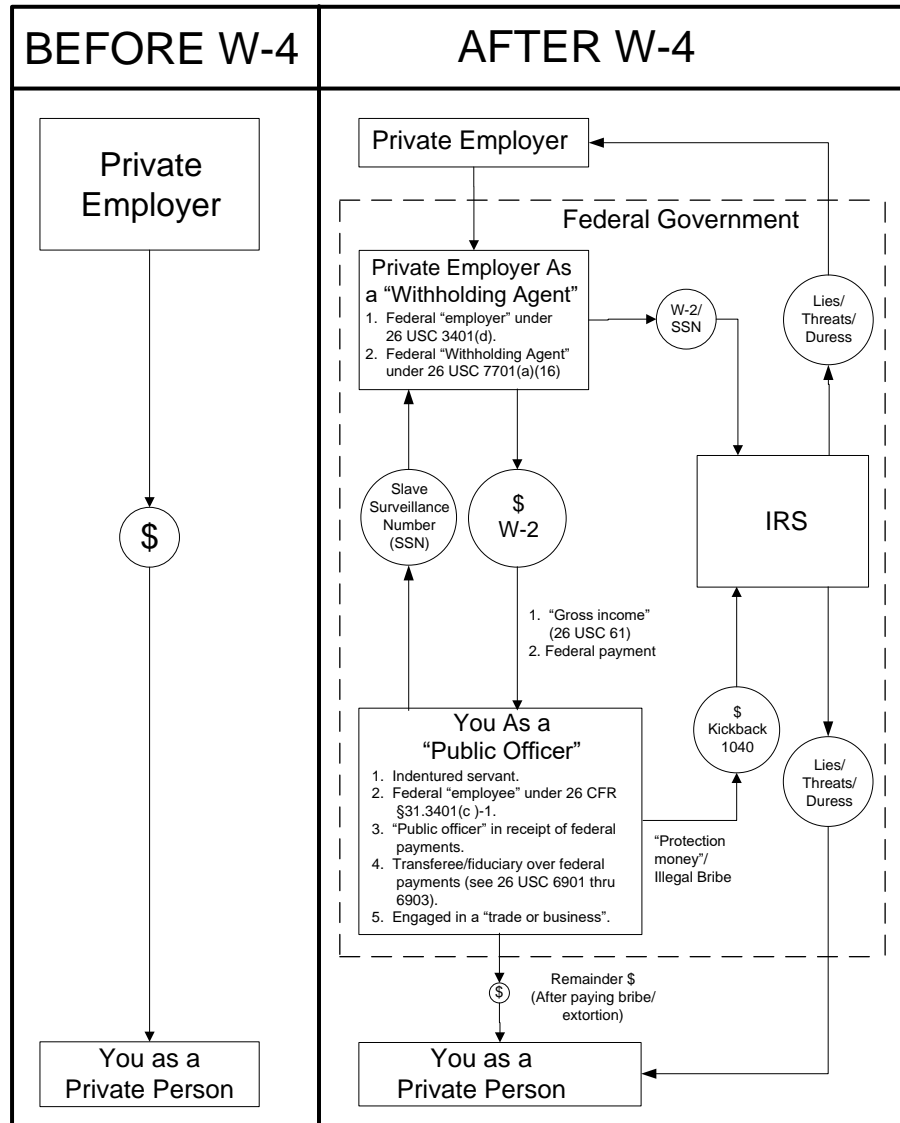 BEFORE W-4
AFTER W-4
Private
Employer
$
You as a
Private Person
Private Employer
Federal Government
Private Employer As
a “Withholding Agent”
1. Federal “employer” under
26 USC 3401(d).
2. Federal “Withholding Agent”
under 26 USC 7701(a)(16)
W-2/
SSN
Lies/
Threats/
Duress
Slave
Surveillance
Number
(SSN)
$
W-2
IRS
1. “Gross income”
(26 USC 61)
2. Federal payment
$
Kickback
1040
Lies/
Threats/
Duress
You As a
“Public Officer”
1. Indentured servant.
2. Federal “employee” under 26 CFR
§31.3401(c )-1.
3. “Public officer” in receipt of federal
payments.
4. Transferee/fiduciary over federal
payments (see 26 USC 6901 thru
6903).
5. Engaged in a “trade or business”.
“Protection
money”/
Illegal Bribe
$
Remainder $
(After paying bribe/
extortion)
You as a
Private Person